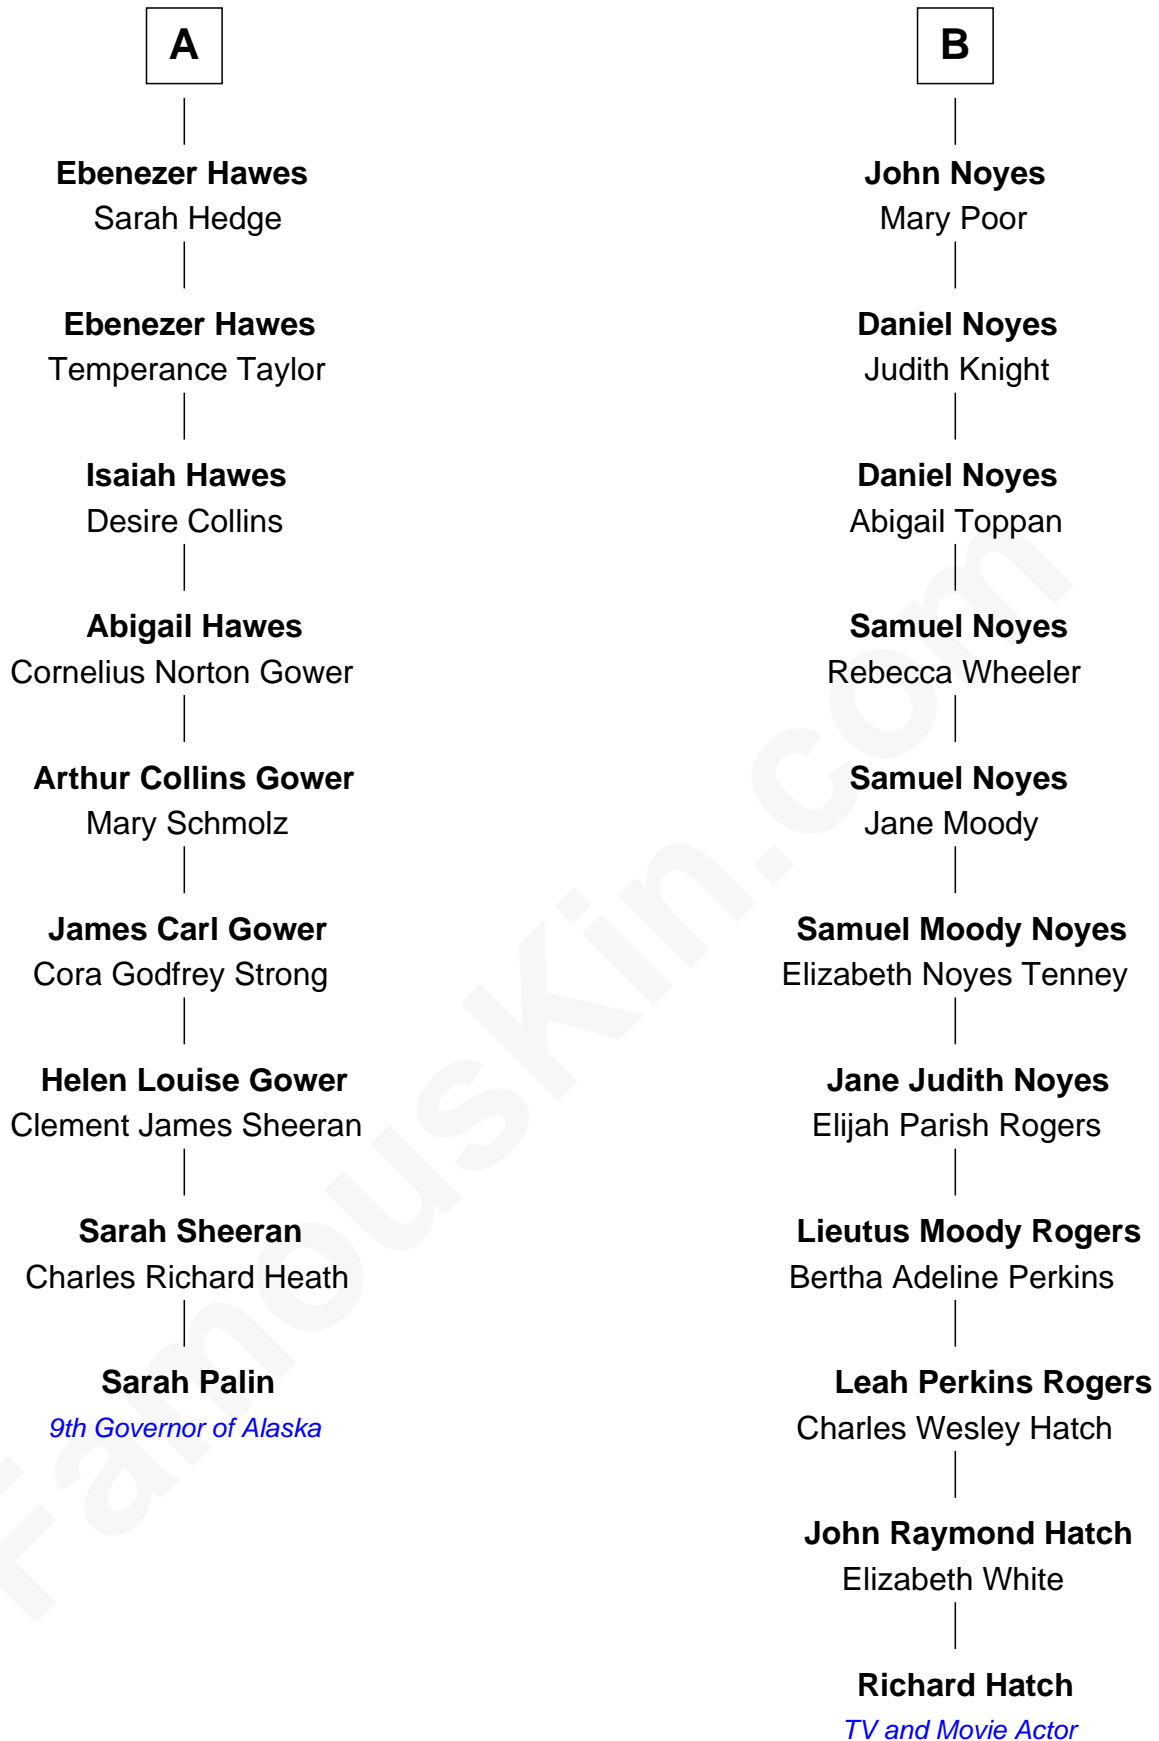 A
Ebenezer Hawes
Sarah Hedge
Ebenezer Hawes
Temperance Taylor
Isaiah Hawes
Desire Collins
Abigail Hawes
Cornelius Norton Gower
Arthur Collins Gower
Mary Schmolz
James Carl Gower
Cora Godfrey Strong
Helen Louise Gower
Clement James Sheeran
Sarah Sheeran
Charles Richard Heath
Sarah Palin
9th Governor of Alaska
B
John Noyes
Mary Poor
Daniel Noyes
Judith Knight
Daniel Noyes
Abigail Toppan
Samuel Noyes
Rebecca Wheeler
Samuel Noyes
Jane Moody
Samuel Moody Noyes
Elizabeth Noyes Tenney
Jane Judith Noyes
Elijah Parish Rogers
Lieutus Moody Rogers
Bertha Adeline Perkins
Leah Perkins Rogers
Charles Wesley Hatch
John Raymond Hatch
Elizabeth White
Richard Hatch
TV and Movie Actor
FamousKin.com